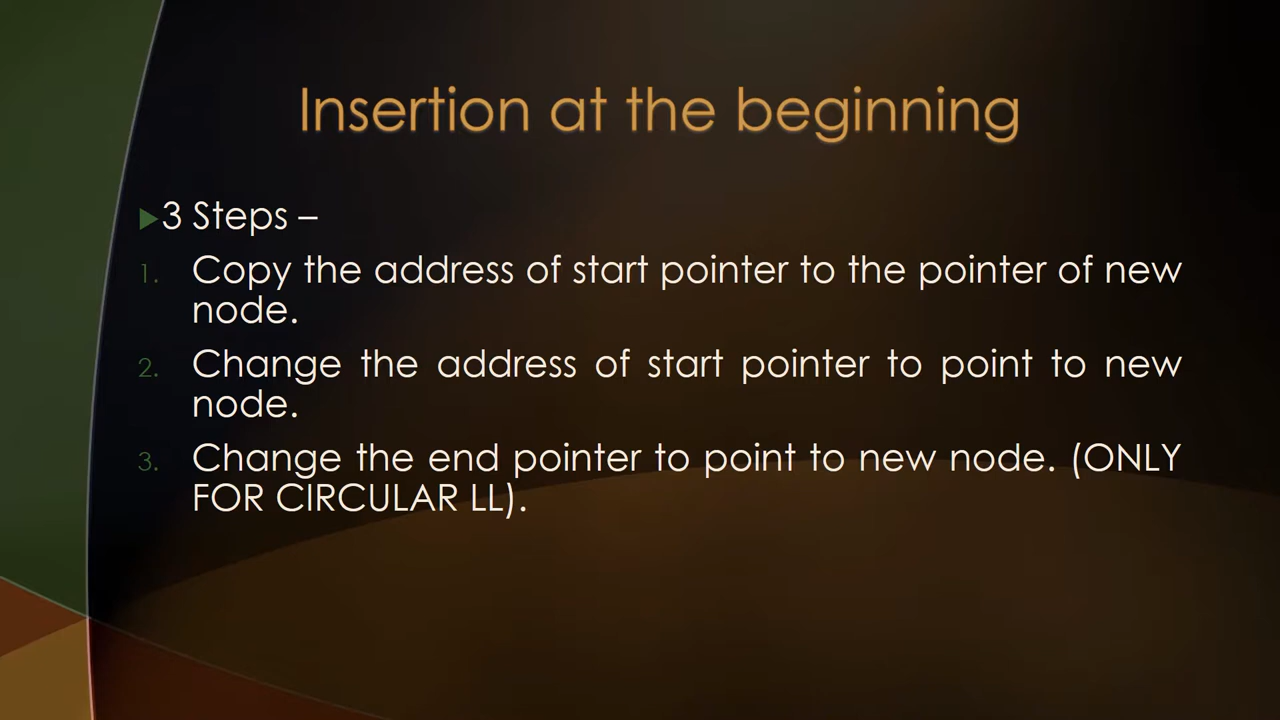 Insertion at the beginning
3 Steps –
1. Copy the address of start pointer to the pointer of new
node.
2. Change the address of start pointer to point to new
node.
3. Change the end pointer to point to new node. (ONLY
FOR CIRCULAR LL).